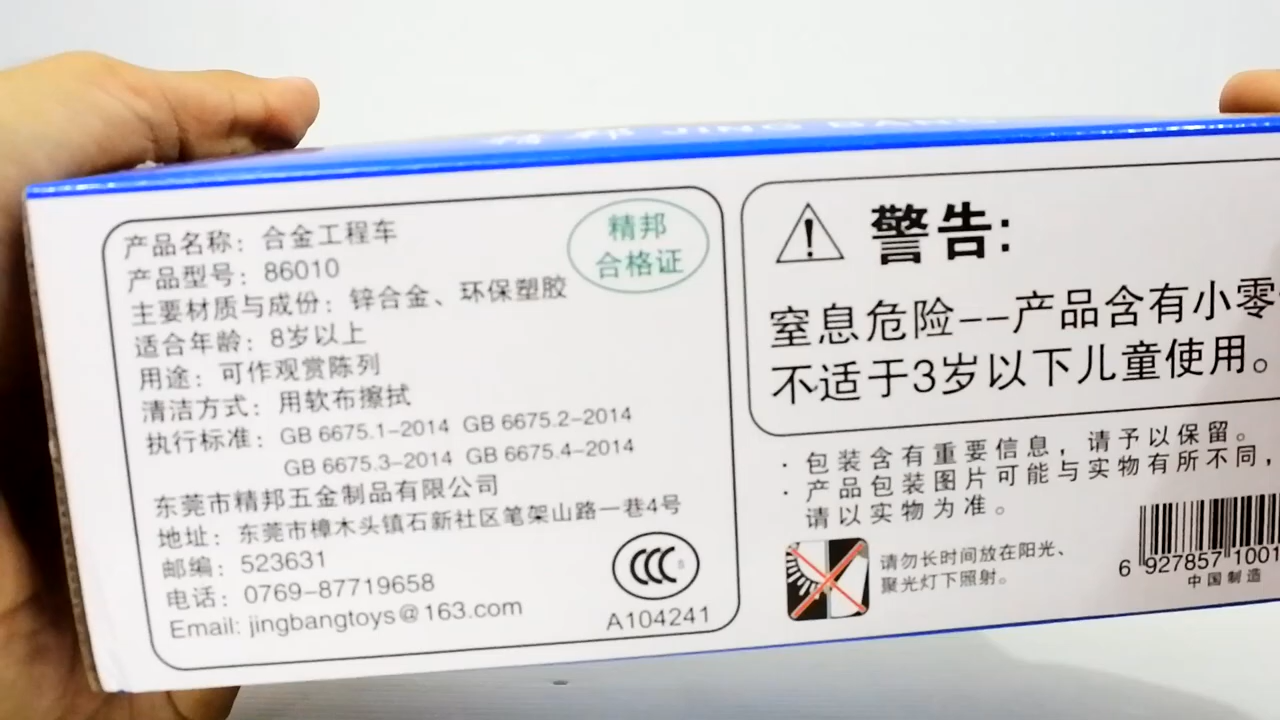 精邦 JING BANG
产品名称：合金工程车
产品型号：86010
主要材质与成份：锌合金、环保塑胶
适合年龄：8岁以上
用途：可作观赏陈列
清洁方式：用软布擦拭
执行标准：GB 6675.1-2014 GB 6675.2-2014
GB 6675.3-2014 GB 6675.4-2014
东莞市精邦五金制品有限公司
地址：东莞市樟木头镇石新社区笔架山路一巷4号
邮编：523631
电话：0769-87719658
Email: jingbangtoys@163.com
精邦
合格证
CCC
A104241
警告:
窒息危险--产品含有小零
不适于3岁以下儿童使用。
· 包装含有重要信息，请予以保留。
· 产品包装图片可能与实物有所不同，
请以实物为准。
请勿长时间放在阳光、
聚光灯下照射。
6 927857 1001
中国制造